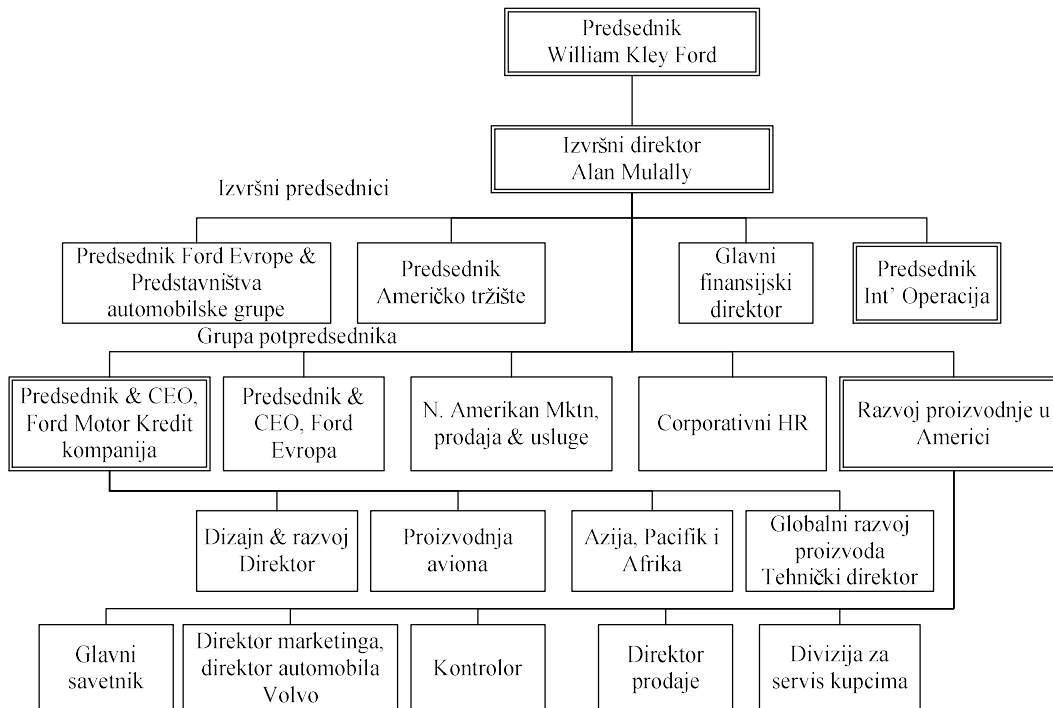 Predsednik
William Kley Ford
Izvršni direktor
Alan Mulally
Izvršni predsednici
Predsednik Ford Evrope &
Predstavništva
automobilske grupe
Predsednik
Američko tržište
Glavni
finansijski
direktor
Predsednik
Int’ Operacija
Grupa potpredsednika
Predsednik & CEO,
Ford Motor Kredit
kompanija
Predsednik &
CEO, Ford
Evropa
N. Amerikan Mktn,
prodaja & usluge
Corporativni HR
Razvoj proizvodnje u
Americi
Dizajn & razvoj
Direktor
Proizvodnja
aviona
Azija, Pacifik i
Afrika
Globalni razvoj
proizvoda
Tehnički direktor
Glavni
savetnik
Direktor marketinga,
direktor automobila
Volvo
Kontrolor
Direktor
prodaje
Divizija za
servis kupcima